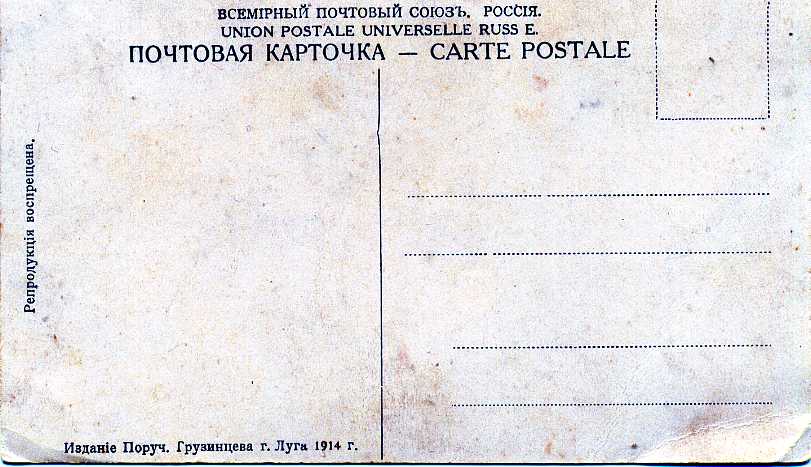 ВСЕМІРНЫЙ ПОЧТОВЫЙ СОЮЗЪ. РОССІЯ.
UNION POSTALE UNIVERSELLE RUSS E.
ПОЧТОВАЯ КАРТОЧКА — CARTE POSTALE
Репродукція воспрещена.
Изданіе Поруч. Грузинцева г. Луга 1914 г.